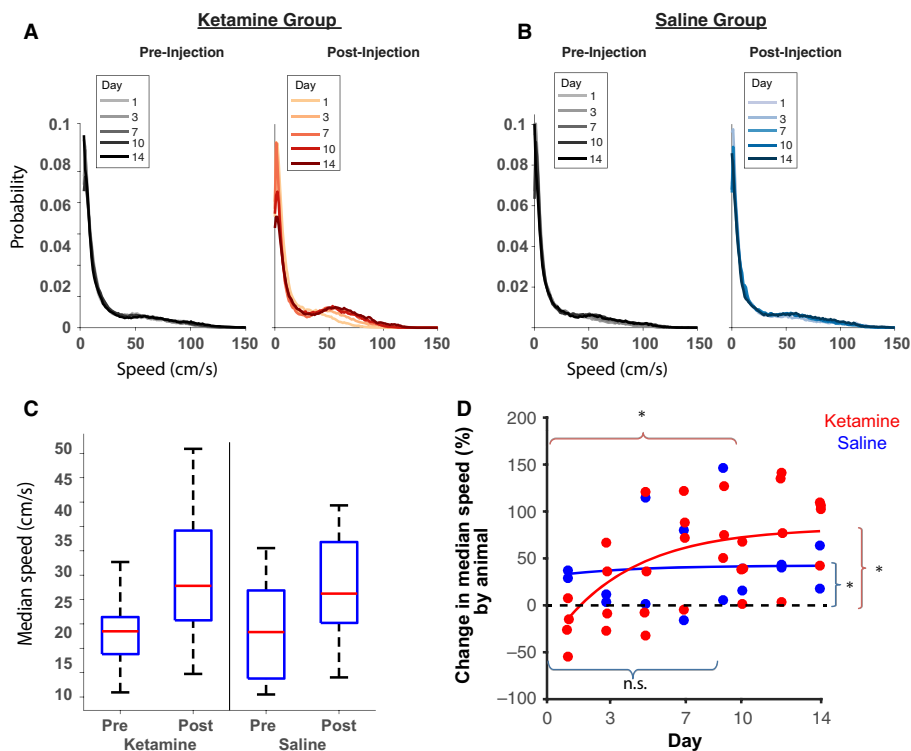 Ketamine Group
Saline Group
A
Pre-Injection
Post-Injection
B
Pre-Injection
Post-Injection
Day
1
3
7
10
14
Day
1
3
7
10
14
Day
1
3
7
10
14
Day
1
3
7
10
14
0.1
0.08
0.06
0.04
0.02
0
Probability
0 50 100 150
0 50 100 150
Speed (cm/s)
0.1
0.08
0.06
0.04
0.02
0
0 50 100 150
0 50 100 150
Speed (cm/s)
C
Median speed (cm/s)
50
45
40
35
30
25
20
15
10
Pre Post Pre Post
Ketamine Saline
D
Change in median speed (%)
by animal
200
150
100
50
0
−50
−100
*
Ketamine
Saline
*
*
n.s.
0 3 7 10 14
Day